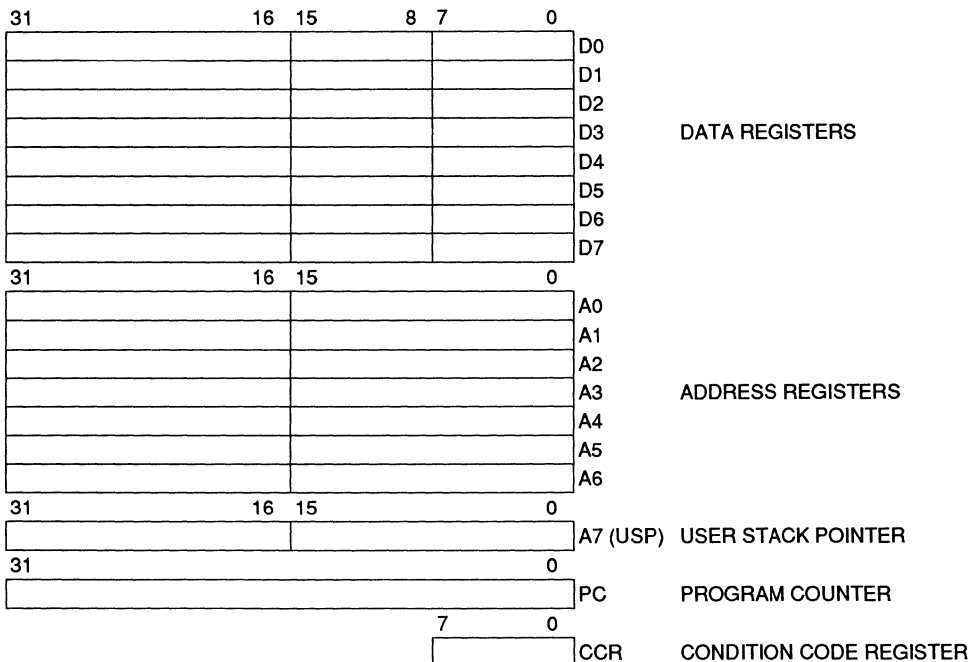 31 16 15 8 7 0
D0
D1
D2
D3 DATA REGISTERS
D4
D5
D6
D7
31 16 15 0
A0
A1
A2
A3 ADDRESS REGISTERS
A4
A5
A6
31 16 15 0
A7 (USP) USER STACK POINTER
31 0
PC PROGRAM COUNTER
7 0
CCR CONDITION CODE REGISTER